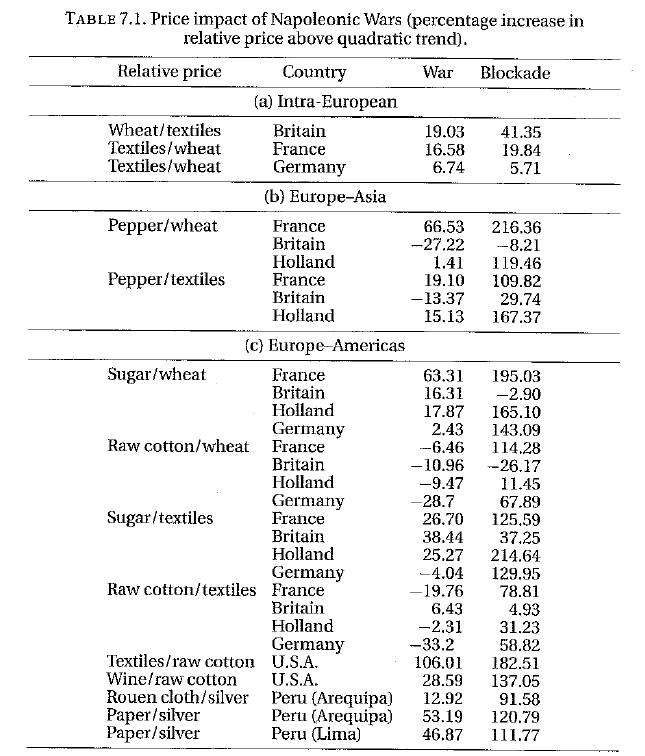 TABLE 7.1. Price impact of Napoleonic Wars (percentage increase in
relative price above quadratic trend).
Relative price Country War Blockade
(a) Intra-European
Wheat/textiles Britain 19.03 41.35
Textiles/wheat France 16.58 19.84
Textiles/wheat Germany 6.74 5.71
(b) Europe–Asia
Pepper/wheat France 66.53 216.36
Britain −27.22 −8.21
Holland 1.41 119.46
Pepper/textiles France 19.10 109.82
Britain −13.37 29.74
Holland 15.13 167.37
(c) Europe–Americas
Sugar/wheat France 63.31 195.03
Britain 16.31 −2.90
Holland 17.87 165.10
Germany 2.43 143.09
Raw cotton/wheat France −6.46 114.28
Britain −10.96 −26.17
Holland −9.47 11.45
Germany −28.7 67.89
Sugar/textiles France 26.70 125.59
Britain 38.44 37.25
Holland 25.27 214.64
Germany −4.04 129.95
Raw cotton/textiles France −19.76 78.81
Britain 6.43 4.93
Holland −2.31 31.23
Germany −33.2 58.82
Textiles/raw cotton U.S.A. 106.01 182.51
Wine/raw cotton U.S.A. 28.59 137.05
Rouen cloth/silver Peru (Arequipa) 12.92 91.58
Paper/silver Peru (Arequipa) 53.19 120.79
Paper/silver Peru (Lima) 46.87 111.77